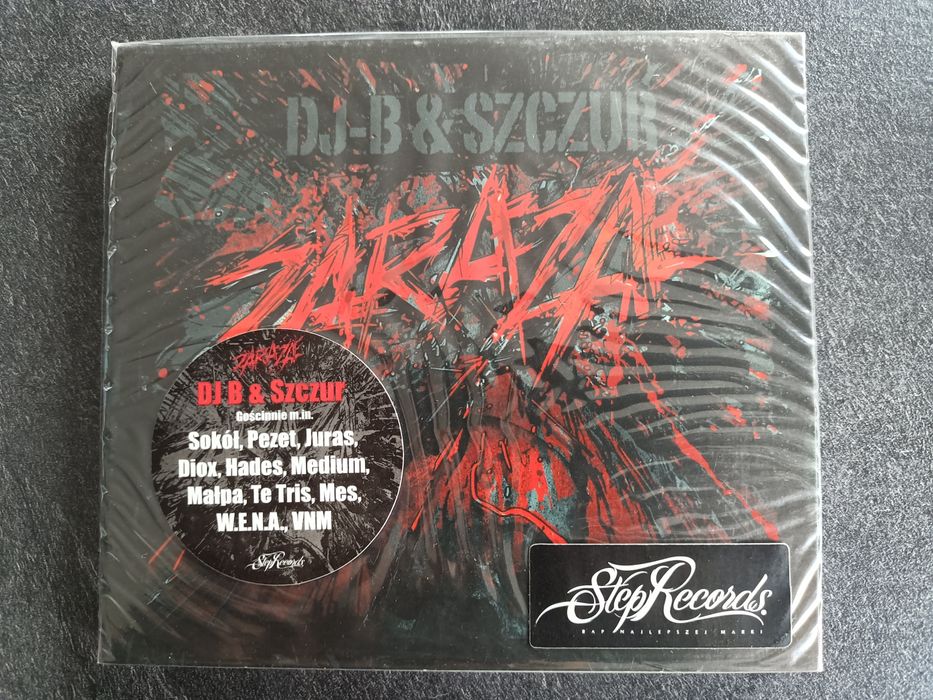 DJ-B & SZCZUR
ZARAZA
ZARAZA
DJ B & Szczur
Gościnnie m.in.
Sokół, Pezet, Juras,
Diox, Hades, Medium,
Małpa, Te Tris, Mes,
W.E.N.A., VNM
StepRecords
StepRecords.
RAP NAJLEPSZEJ MARKI